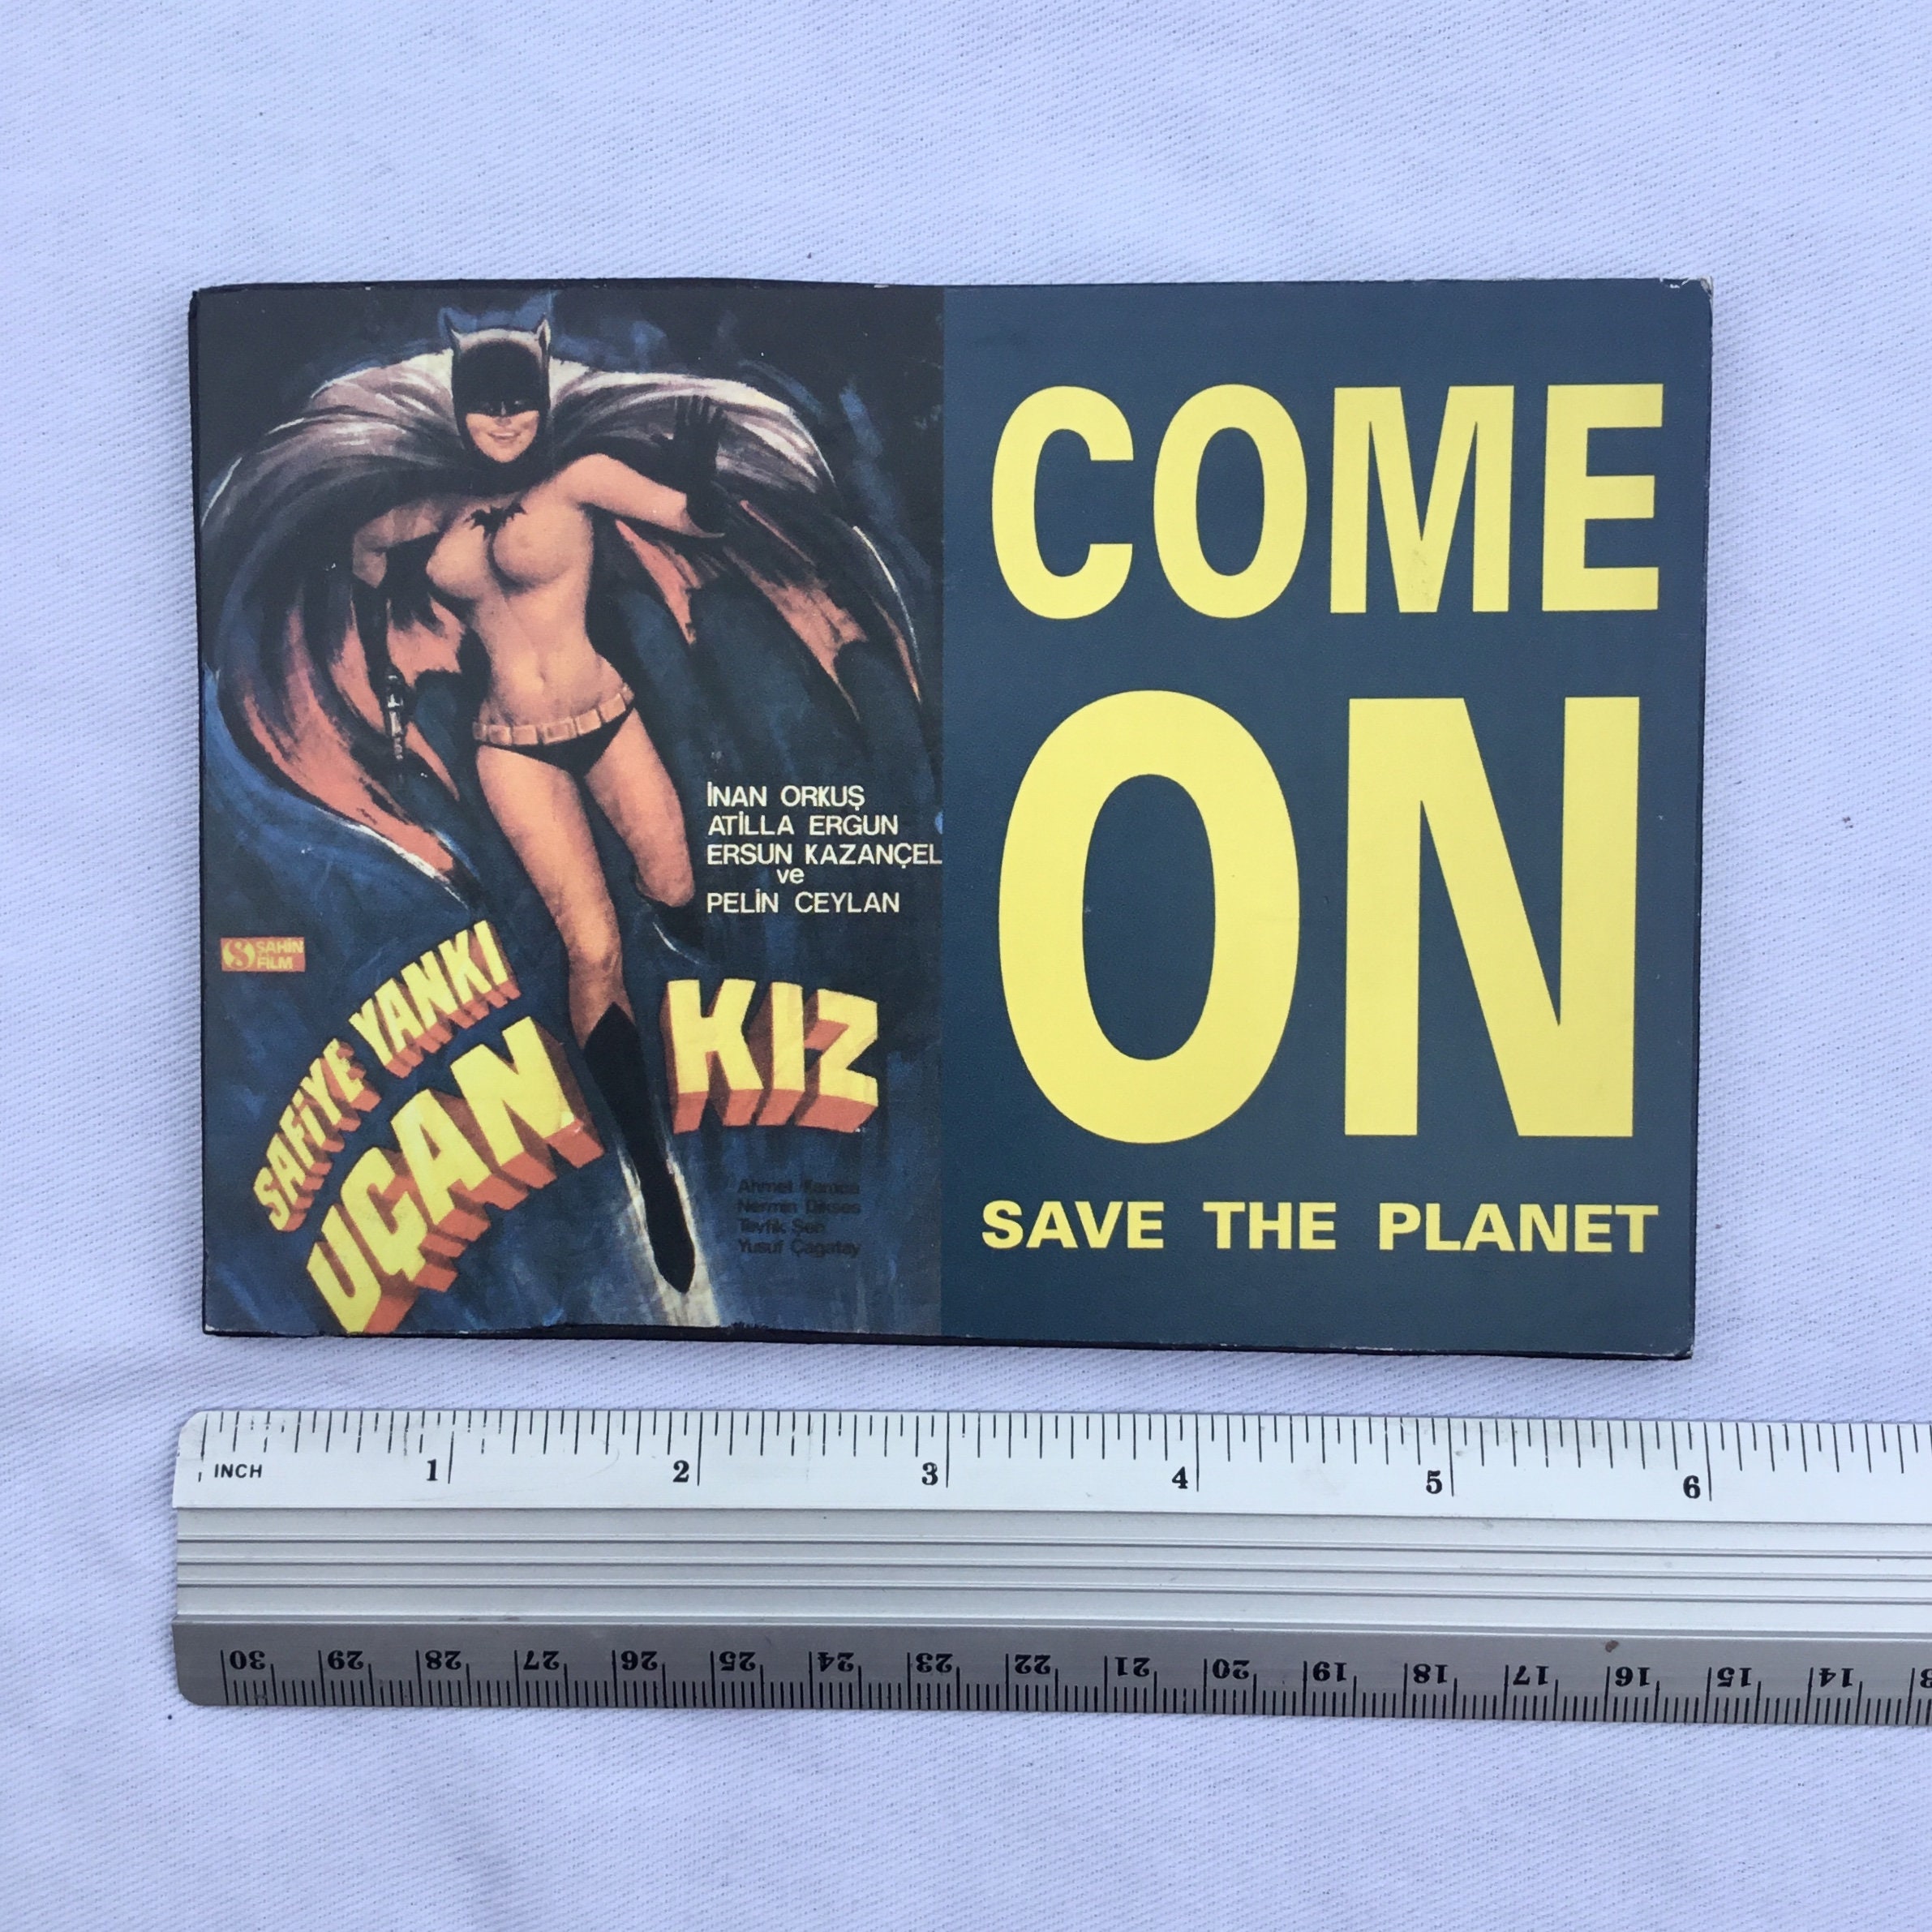 İNAN ORKUŞ
ATİLLA ERGUN
ERSUN KAZANÇEL
ve
PELİN CEYLAN
ŞAHİN
FİLM
SAFİYE YANKI
UÇAN KIZ
Ahmet
Nermin
Tevfik Şen
Yusuf Çagatay
COME
ON
SAVE THE PLANET
INCH
1 2 3 4 5 6
30 29 28 27 26 25 24 23 22 21 20 19 18 17 16 15 14